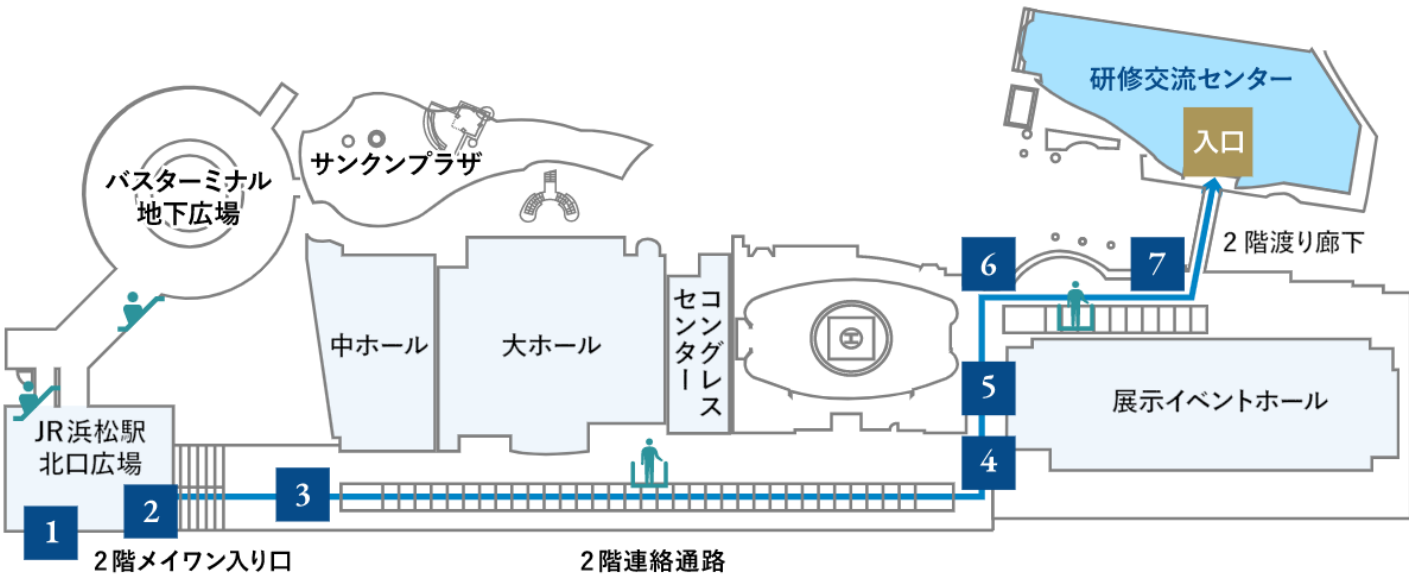 研修交流センター
入口
サンクンプラザ
バスターミナル
地下広場
2階渡り廊下
6
7
コングレス
センター
中ホール
大ホール
5
展示イベントホール
JR浜松駅
北口広場
4
3
2
1
2階メイワン入り口
2階連絡通路